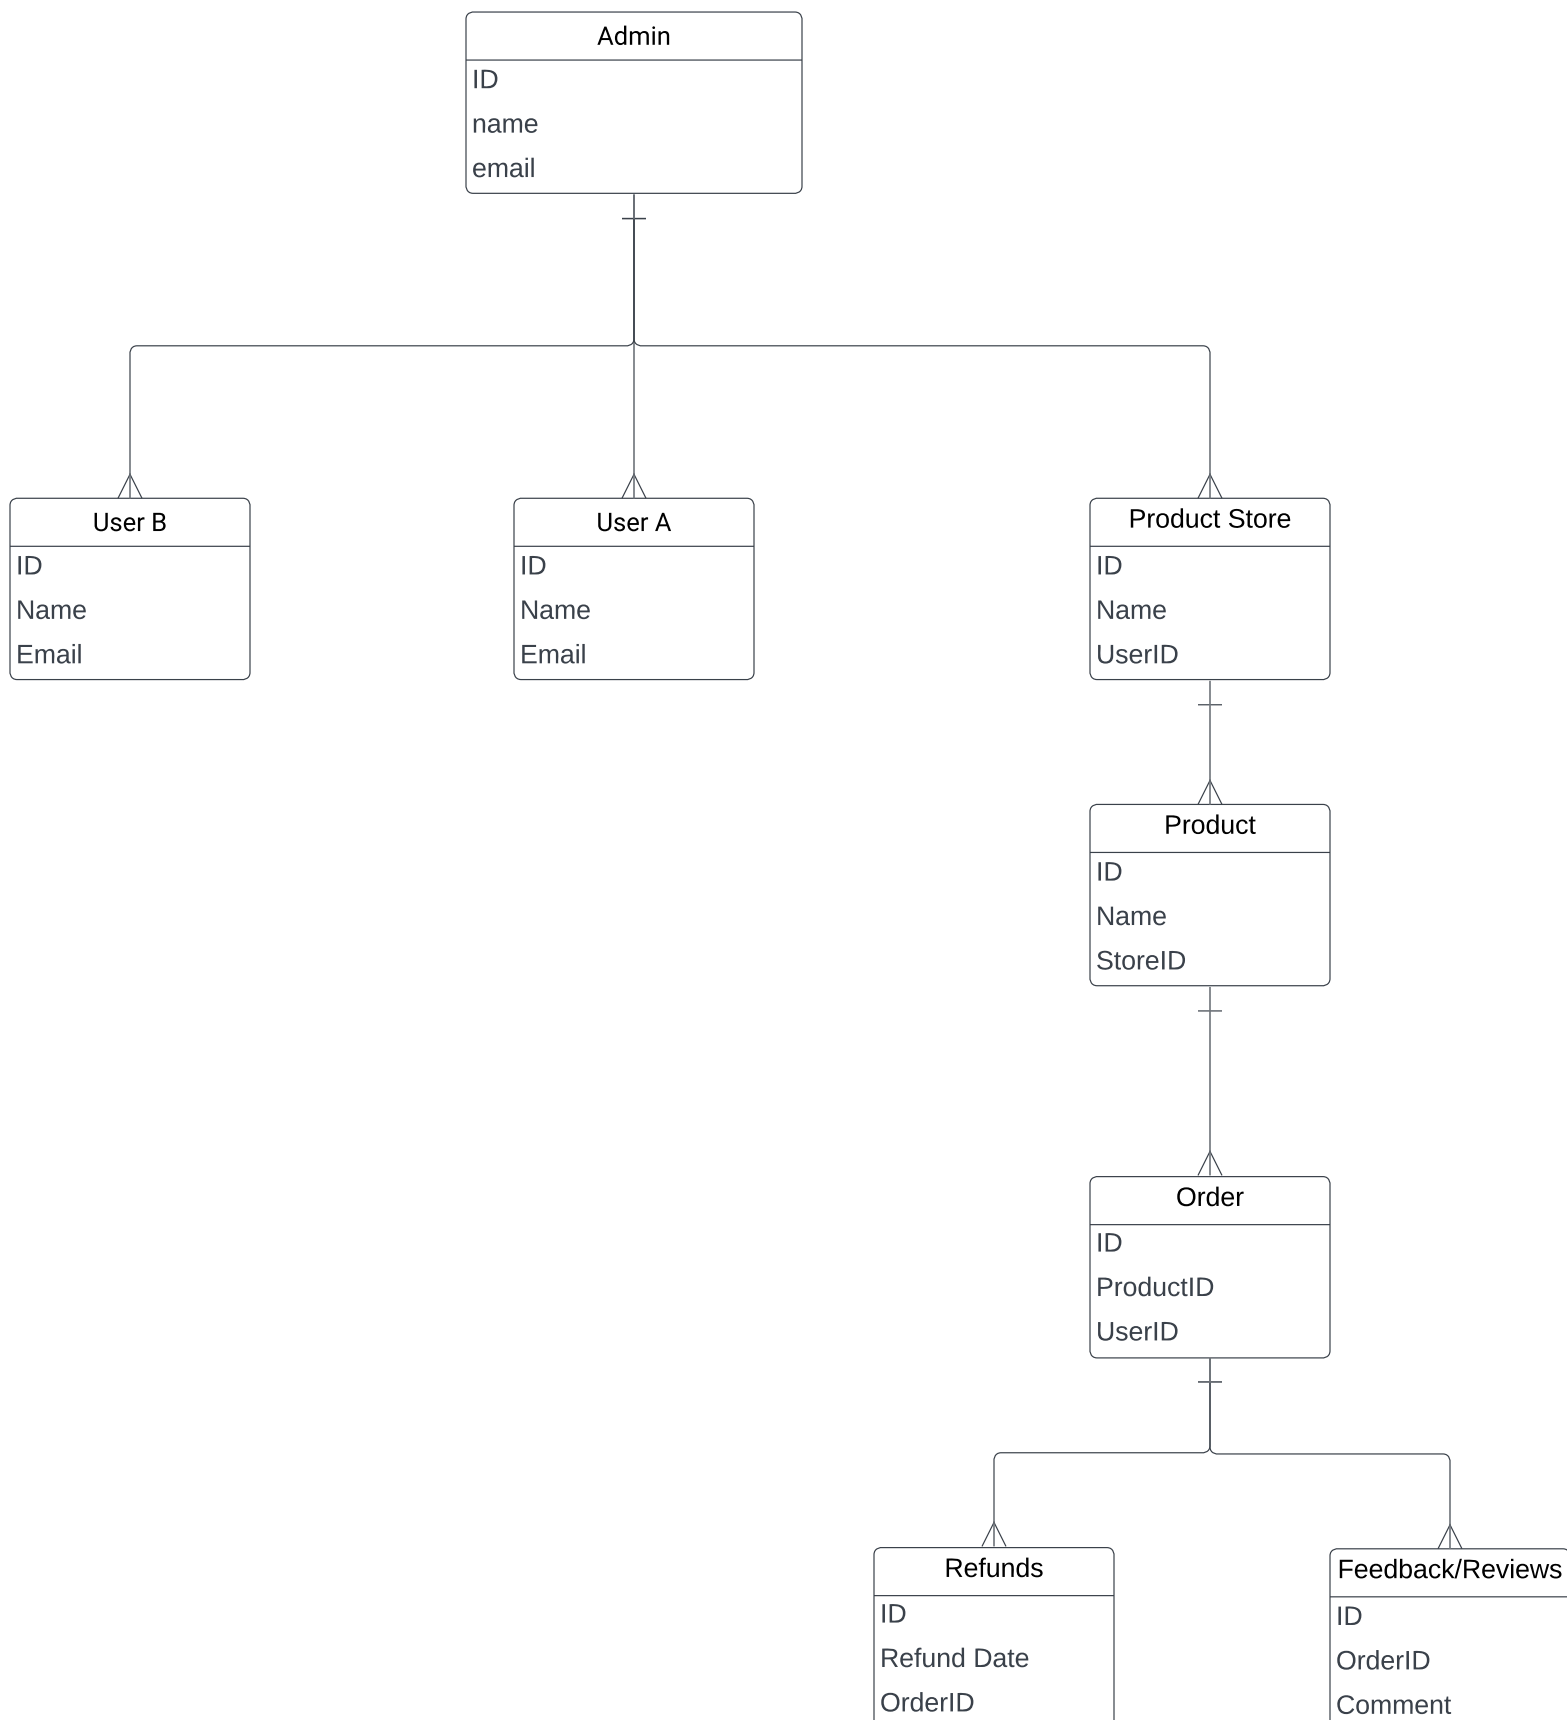 Admin
ID
name
email
User B
ID
Name
Email
User A
ID
Name
Email
Product Store
ID
Name
UserID
Product
ID
Name
StoreID
Order
ID
ProductID
UserID
Refunds
ID
Refund Date
OrderID
Feedback/Reviews
ID
OrderID
Comment